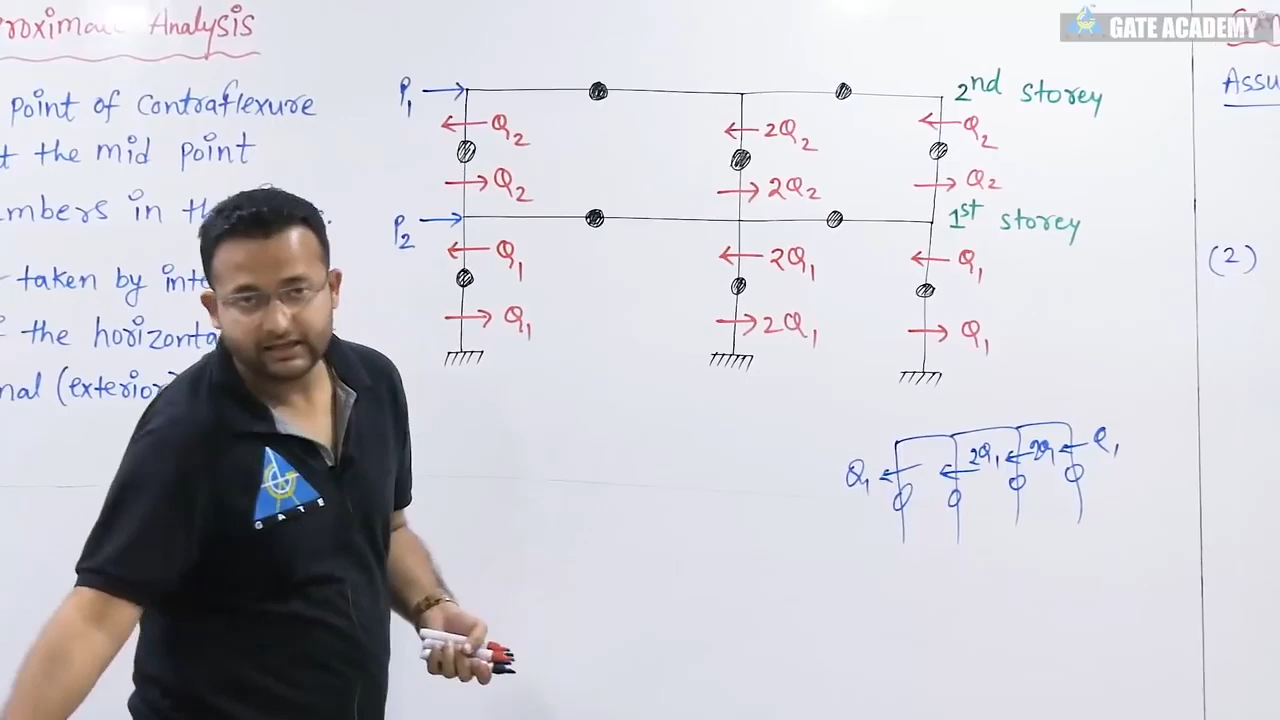 roximate Analysis
point of contraflexure
t the mid point
mbers in th
taken by inte
the horizonta
nal (exterior)
P1
Q2
2Q2
Q2
2nd storey
Q2
2Q2
Q2
P2
1st storey
Q1
2Q1
Q1
Q1
2Q1
Q1
Q1
2Q1
2Q1
Q1
GATE ACADEMY
Assu
(2)
GATE